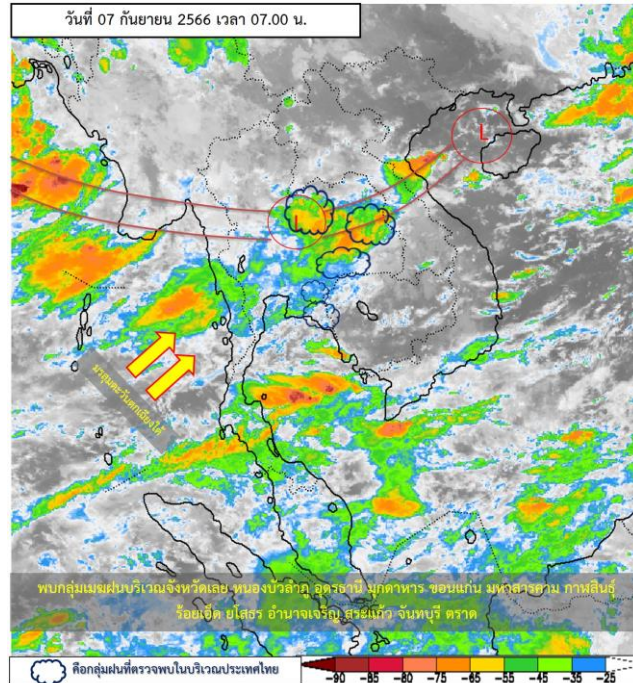 วันที่ 07 กันยายน 2566 เวลา 07.00 น.
L
L
มรสุมตะวันตกเฉียงใต้
พบกลุ่มเมฆฝนบริเวณจังหวัดเลย หนองบัวลำภู อุดรธานี มุกดาหาร ขอนแก่น มหาสารคาม กาฬสินธุ์
ร้อยเอ็ด ยโสธร อำนาจเจริญ สระแก้ว จันทบุรี ตราด
คือกลุ่มฝนที่ตรวจพบในบริเวณประเทศไทย
-90 -85 -80 -75 -65 -55 -45 -35 -25